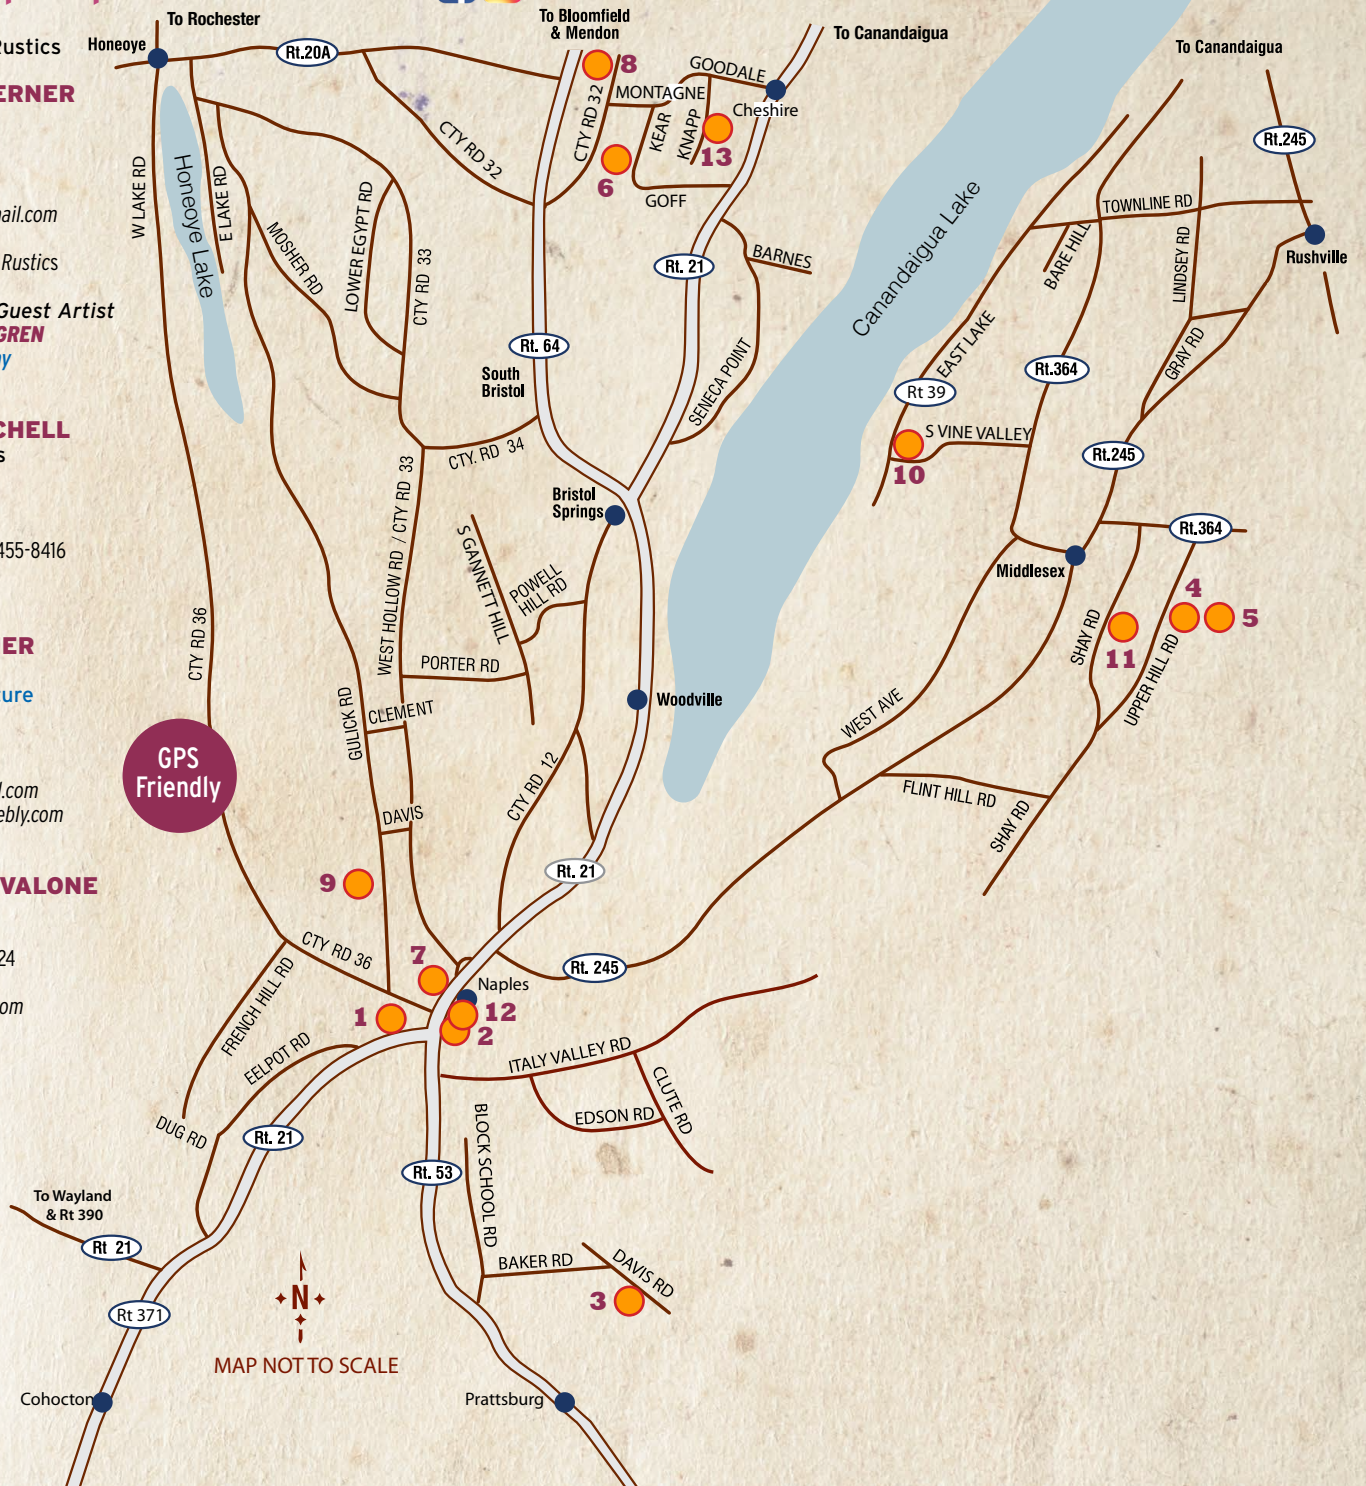 To Rochester
Honeoye
Rt.20A
To Bloomfield
& Mendon
8
To Canandaigua
To Canandaigua
GOODALE
MONTAGNE
Cheshire
CTY RD 32
CTY RD 32
KEAR
KNAPP
13
6
GOFF
Rt.245
Rustics
ERNER
W LAKE RD
Honeoye Lake
E LAKE RD
MOSHER RD
LOWER EGYPT RD
CTY RD 33
Rt. 21
BARNES
Canandaigua Lake
TOWNLINE RD
BARE HILL
LINDSEY RD
Rushville
ail.com
Rustics
Guest Artist
GREN
y
Rt. 64
South
Bristol
SENECA POINT
EAST LAKE
Rt 39
Rt.364
GRAY RD
CHELL
s
CTY. RD 34
S VINE VALLEY
10
Rt.245
WEST HOLLOW RD / CTY RD 33
Bristol
Springs
455-8416
S GANNETT HILL
POWELL
HILL RD
Rt.364
Middlesex
4
5
CTY RD 36
SHAY RD
11
UPPER HILL RD
ER
ture
PORTER RD
GULICK RD
CLEMENT
Woodville
WEST AVE
GPS
Friendly
l.com
ebly.com
DAVIS
CTY RD 12
FLINT HILL RD
SHAY RD
Rt. 21
VALONE
9
CTY RD 36
7
Rt. 245
24
om
Naples
FRENCH HILL RD
1
12
2
EELPOT RD
ITALY VALLEY RD
CLUTE RD
EDSON RD
DUG RD
Rt. 21
BLOCK SCHOOL RD
Rt. 53
To Wayland
& Rt 390
Rt 21
BAKER RD
DAVIS RD
3
N
Rt 371
MAP NOT TO SCALE
Cohocton
Prattsburg